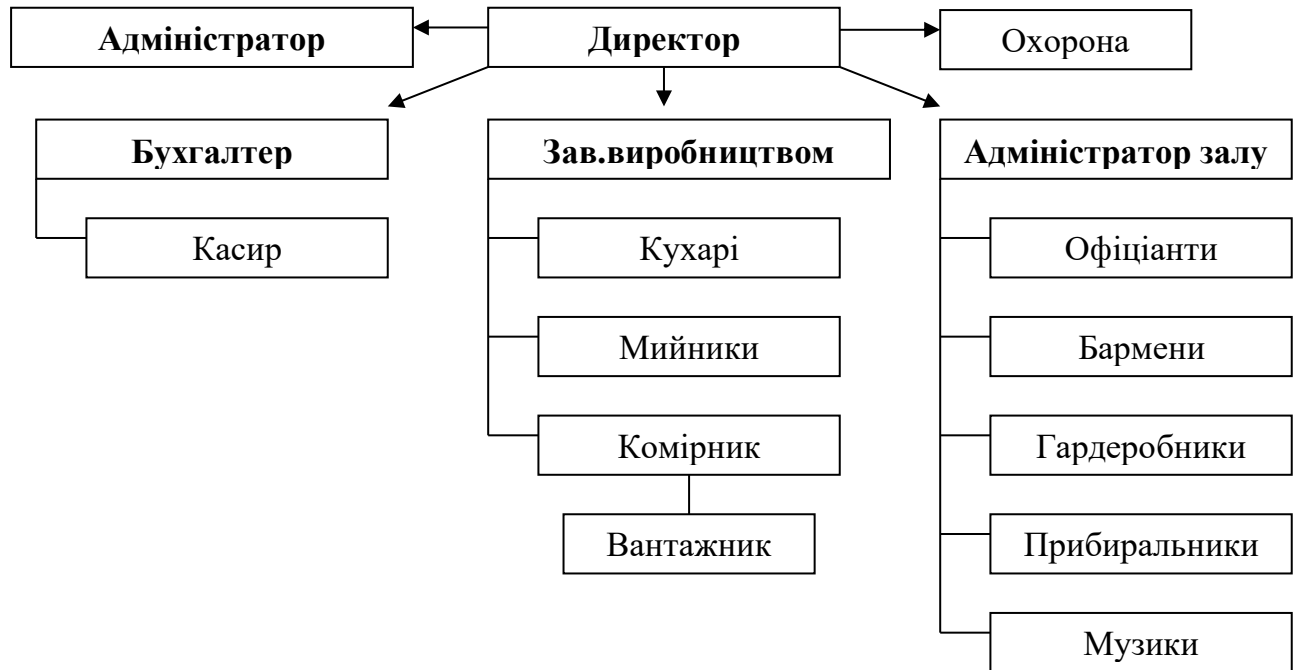 Адміністратор
Директор
Охорона
Бухгалтер
Зав.виробництвом
Адміністратор залу
Касир
Кухарі
Офіціанти
Мийники
Бармени
Комірник
Гардеробники
Вантажник
Прибиральники
Музики